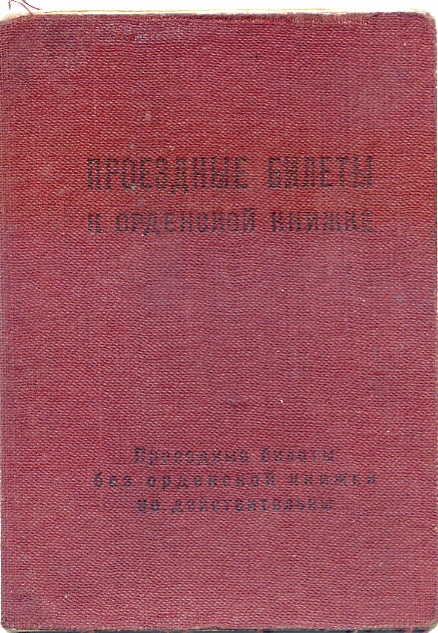 ПРОЕЗДНЫЕ БИЛЕТЫ
К ОРДЕНСКОЙ КНИЖКЕ
Проездные билеты
без орденской книжки
не действительны